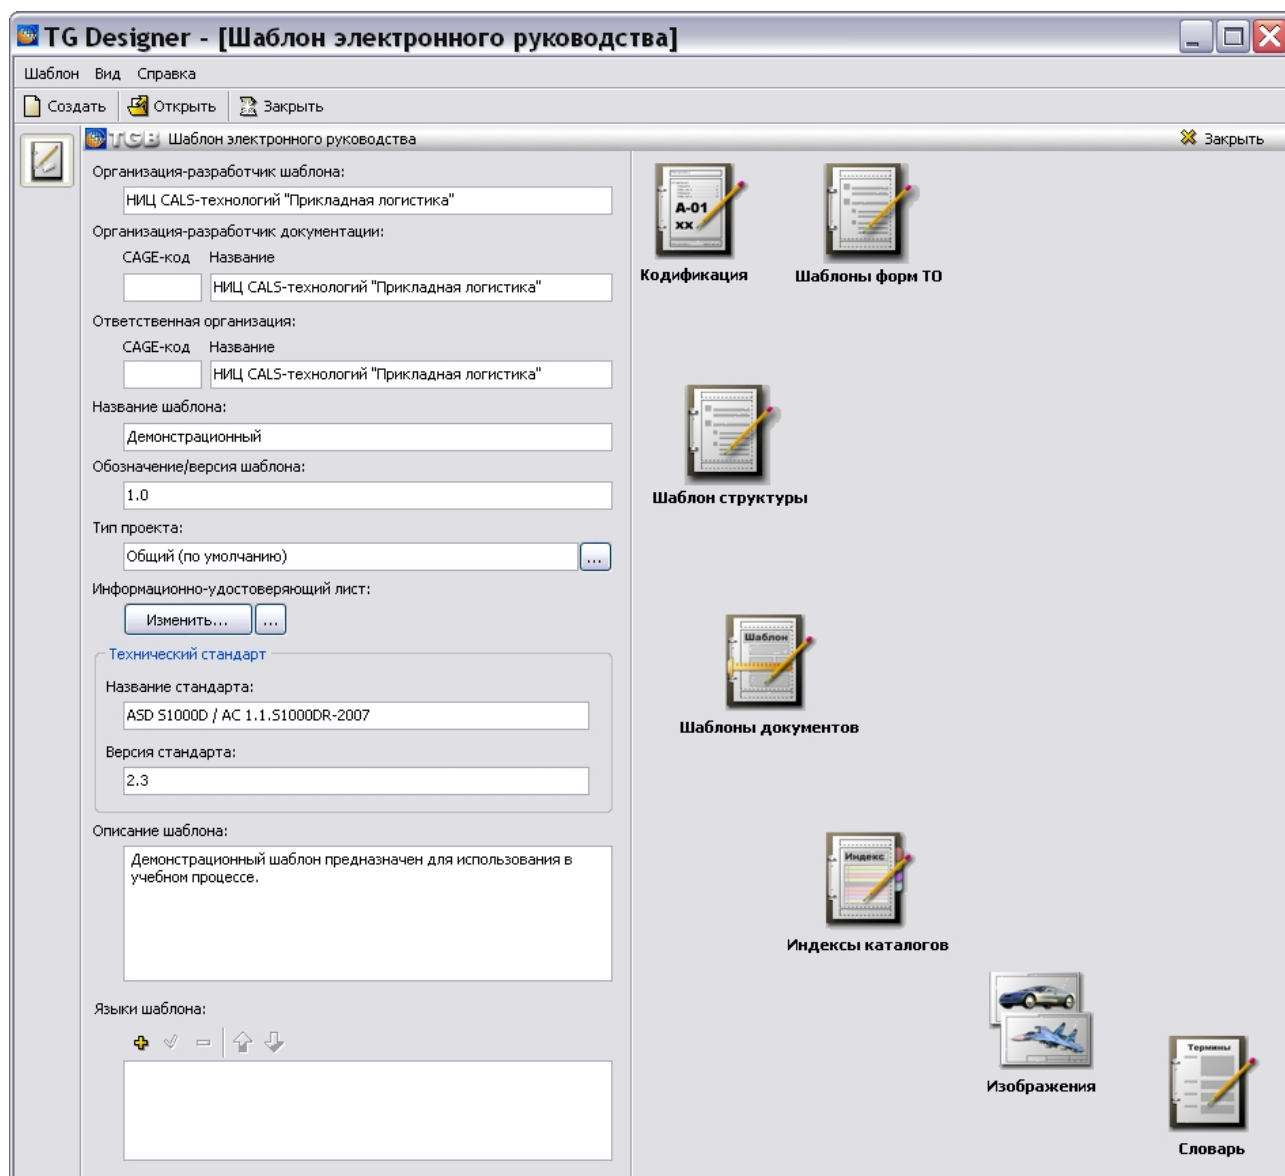 TG Designer - [Шаблон электронного руководства]
Шаблон Вид Справка
Создать Открыть Закрыть
TGB Шаблон электронного руководства Закрыть
Организация-разработчик шаблона:
НИЦ CALS-технологий "Прикладная логистика"
Организация-разработчик документации:
CAGE-код Название
НИЦ CALS-технологий "Прикладная логистика"
Ответственная организация:
CAGE-код Название
НИЦ CALS-технологий "Прикладная логистика"
Название шаблона:
Демонстрационный
Обозначение/версия шаблона:
1.0
Тип проекта:
Общий (по умолчанию) ...
Информационно-удостоверяющий лист:
Изменить... ...
Технический стандарт
Название стандарта:
ASD S1000D / AC 1.1.S1000DR-2007
Версия стандарта:
2.3
Описание шаблона:
Демонстрационный шаблон предназначен для использования в
учебном процессе.
Языки шаблона:
A-01
xx
Кодификация
Шаблоны форм ТО
Шаблон структуры
Шаблон
Шаблоны документов
Индекс
Индексы каталогов
Изображения
Термины
Словарь